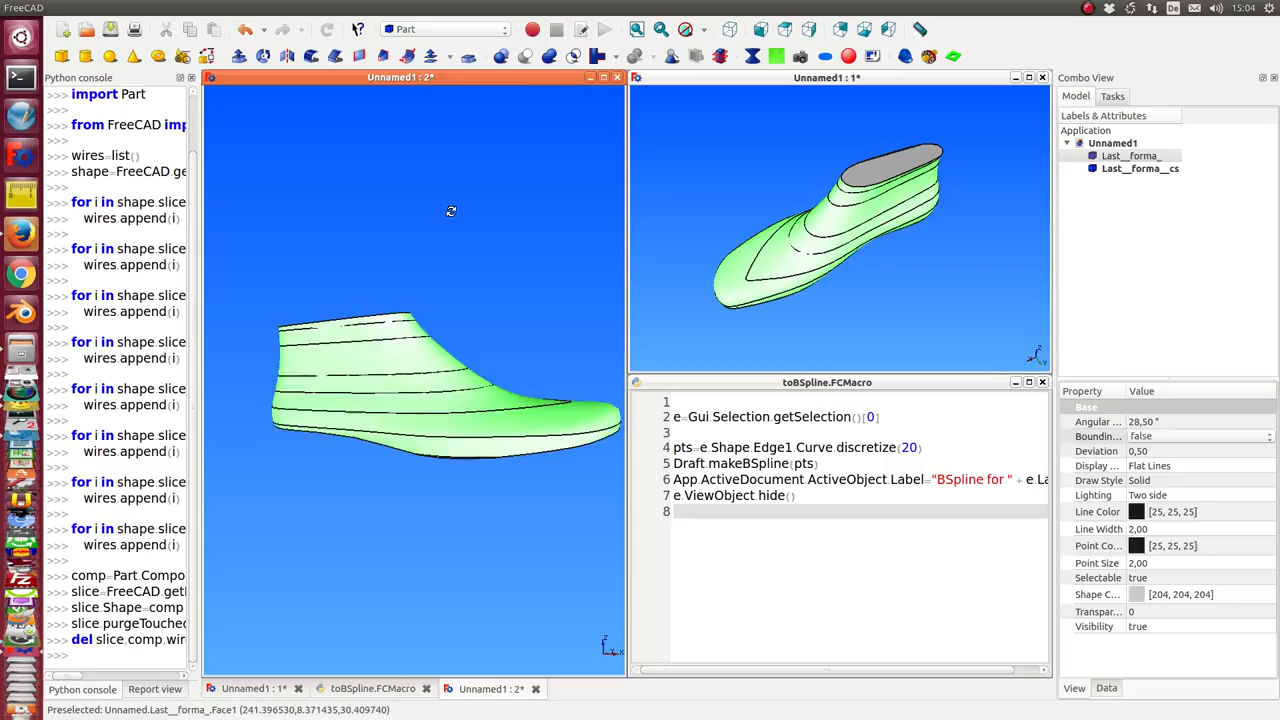 FreeCAD
De
15:04
Part
Python console
Unnamed1 : 2*
Unnamed1 : 1*
Combo View
>>> import Part
>>>
>>> from FreeCAD imp
>>>
>>> wires=list()
>>> shape=FreeCAD.ge
>>>
>>> for i in shape.slice
>>> wires.append(i)
>>>
>>> for i in shape.slice
>>> wires.append(i)
>>>
>>> for i in shape.slice
>>> wires.append(i)
>>>
>>> for i in shape.slice
>>> wires.append(i)
>>>
>>> for i in shape.slice
>>> wires.append(i)
>>>
>>> for i in shape.slice
>>> wires.append(i)
>>>
>>> for i in shape.slice
>>> wires.append(i)
>>>
>>> for i in shape.slice
>>> wires.append(i)
>>>
>>> comp=Part.Compo
>>> slice=FreeCAD.getI
>>> slice.Shape=comp
>>> slice.purgeTouched
>>> del slice,comp,wire
>>>
Python console
Report view
Unnamed1 : 1*
toBSpline.FCMacro
Unnamed1 : 2*
toBSpline.FCMacro
1
2 e=Gui.Selection.getSelection()[0]
3
4 pts=e.Shape.Edge1.Curve.discretize(20)
5 Draft.makeBSpline(pts)
6 App.ActiveDocument.ActiveObject.Label="BSpline for " + e.La
7 e.ViewObject.hide()
8
Model
Tasks
Labels & Attributes
Application
Unnamed1
Last__forma_
Last__forma__cs
Property
Value
Base
Angular ... 28,50 °
Boundin... false
Deviation 0,50
Display ... Flat Lines
Draw Style Solid
Lighting Two side
Line Color [25, 25, 25]
Line Width 2,00
Point Co... [25, 25, 25]
Point Size 2,00
Selectable true
Shape C... [204, 204, 204]
Transpar... 0
Visibility true
View
Data
Preselected: Unnamed.Last__forma_.Face1 (241.396530,8.371435,30.409740)